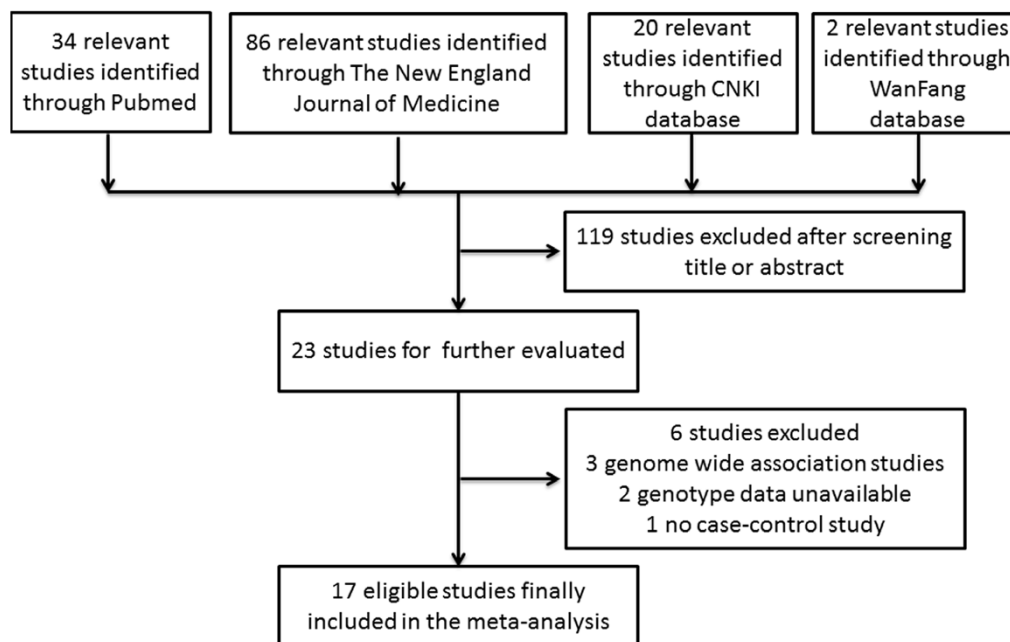 34 relevant
studies identified
through Pubmed
86 relevant studies identified
through The New England
Journal of Medicine
20 relevant
studies identified
through CNKI
database
2 relevant studies
identified through
WanFang
database
119 studies excluded after screening
title or abstract
23 studies for  further evaluated
6 studies excluded
3 genome wide association studies
2 genotype data unavailable
1 no case-control study
17 eligible studies finally
included in the meta-analysis